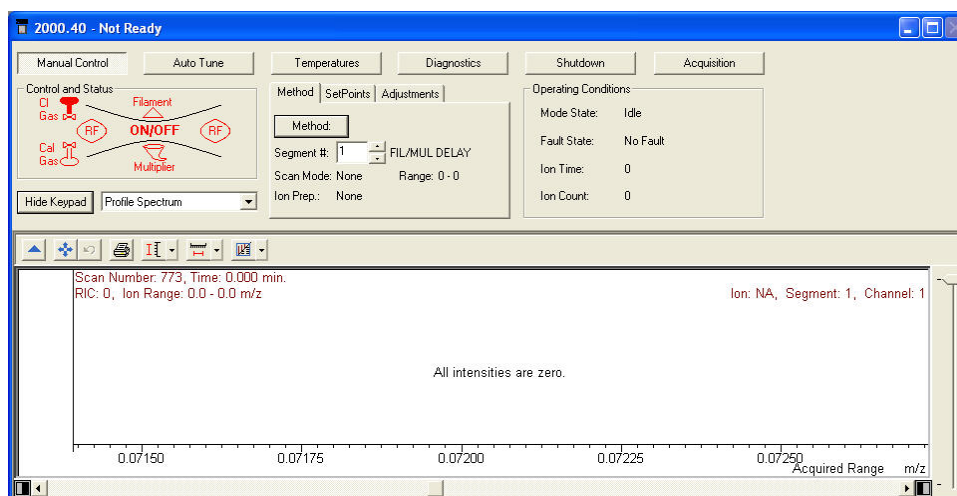 2000.40 - Not Ready
Manual Control Auto Tune Temperatures Diagnostics Shutdown Acquisition
Control and Status
CI Gas
Filament
RF ON/OFF RF
Cal Gas
Multiplier
Hide Keypad Profile Spectrum
Method SetPoints Adjustments
Method:
Segment #: 1 FIL/MUL DELAY
Scan Mode: None Range: 0 - 0
Ion Prep.: None
Operating Conditions
Mode State: Idle
Fault State: No Fault
Ion Time: 0
Ion Count: 0
Scan Number: 773, Time: 0.000 min.
RIC: 0, Ion Range: 0.0 - 0.0 m/z
Ion: NA, Segment: 1, Channel: 1
All intensities are zero.
0.07150 0.07175 0.07200 0.07225 0.07250
Acquired Range m/z